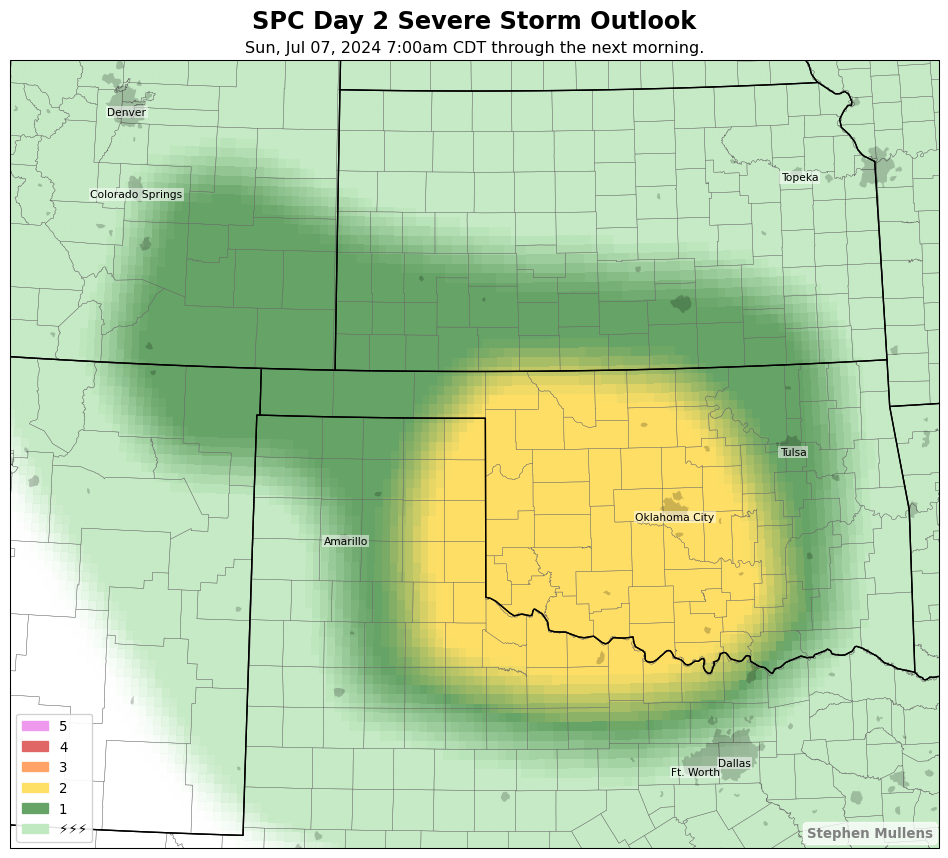 SPC Day 2 Severe Storm Outlook
Sun, Jul 07, 2024 7:00am CDT through the next morning.
Denver
Topeka
Colorado Springs
Tulsa
Oklahoma City
Amarillo
Dallas
Ft. Worth
5
4
3
2
1
⚡⚡⚡
Stephen Mullens